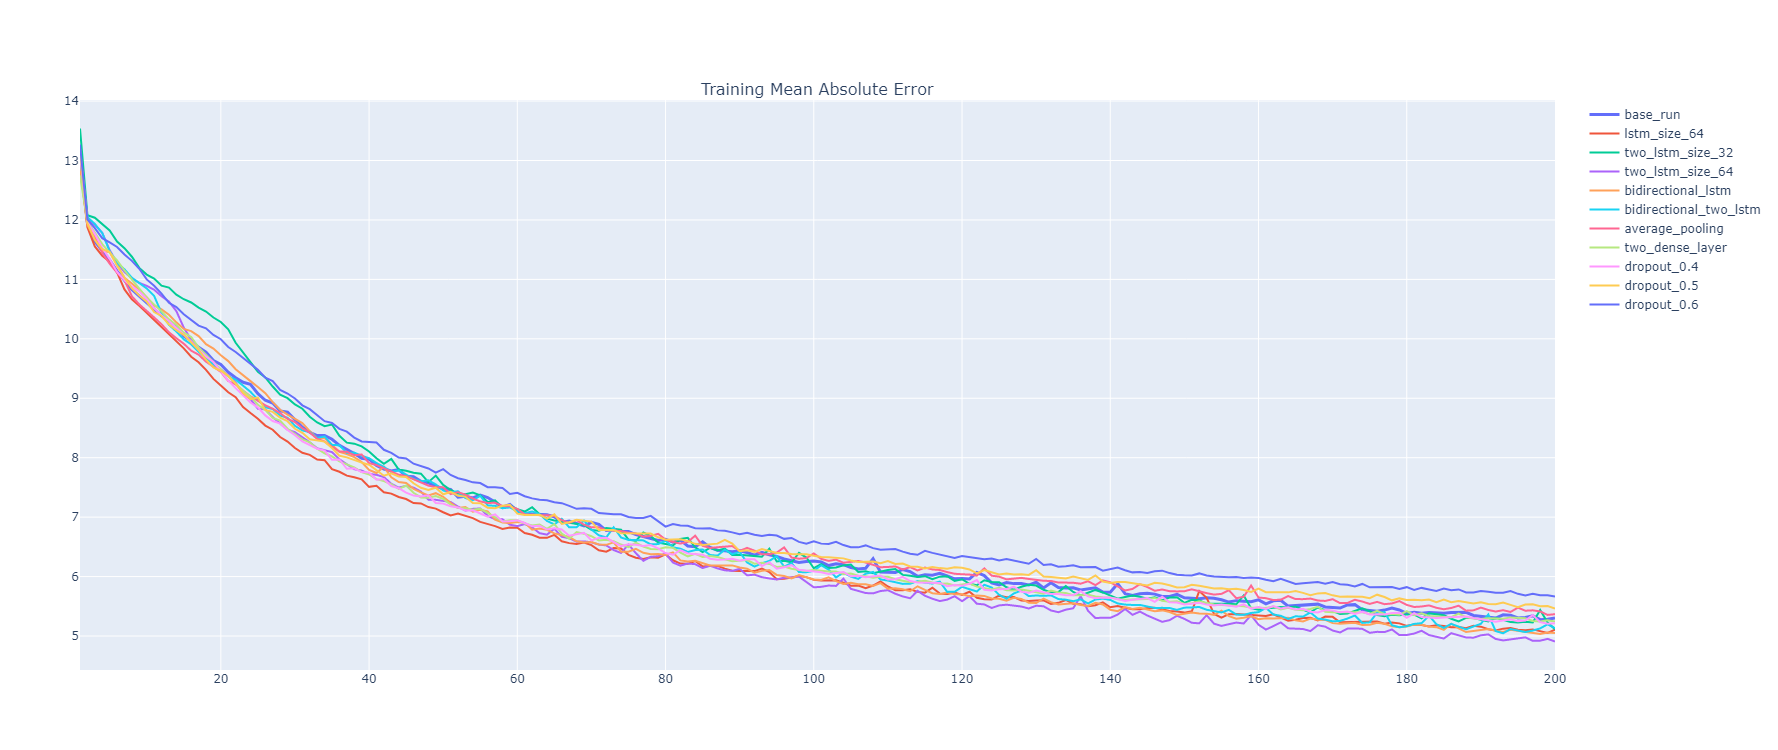 Training Mean Absolute Error
14
13
12
11
10
9
8
7
6
5
20 40 60 80 100 120 140 160 180 200
base_run
lstm_size_64
two_lstm_size_32
two_lstm_size_64
bidirectional_lstm
bidirectional_two_lstm
average_pooling
two_dense_layer
dropout_0.4
dropout_0.5
dropout_0.6